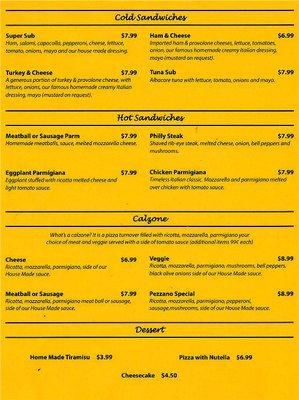 Cold Sandwiches
Super Sub $7.99
Ham, salami, capocolla, pepperoni, cheese, lettuce,
tomato, onions, mayo and our house made dressing.
Ham & Cheese $6.99
Imported ham & provolone cheeses, lettuce, tomatoes,
onion, our famous homemade creamy Italian dressing,
mayo (mustard on request).
Turkey & Cheese $7.99
A generous portion of turkey & provolone cheese, with
lettuce, onions, our famous homemade creamy Italian
dressing, mayo (mustard on request).
Tuna Sub $7.99
Albacore tuna with lettuce, tomato, onions and mayo.
Hot Sandwiches
Meatball or Sausage Parm $7.99
Homemade meatballs, sauce, melted mozzarella cheese.
Philly Steak $7.99
Shaved rib-eye steak, melted cheese, onion, bell peppers and
mushrooms.
Eggplant Parmigiana $7.99
Eggplant stuffed with ricotta melted cheese and
light tomato sauce.
Chicken Parmigiana $7.99
Timeless Italian classic. Mozzarella and parmigiano melted
over chicken with tomato sauce.
Calzone
What's a calzone? It is a pizza turnover filled with ricotta, mozzarella, parmigiano your
choice of meat and veggie served with a side of tomato sauce (additional items 99¢ each)
Cheese $6.99
Ricotta, mozzarella, parmigiano, side of our
House Made sauce.
Veggie $8.99
Ricotta, mozzarella, parmigiano, mushrooms, bell peppers,
black olive onions side of our House Made sauce.
Meatball or Sausage $7.99
Ricotta, mozzarella, parmigiano meat ball or sausage,
side of our House Made sauce.
Pezzano Special $8.99
Ricotta, mozzarella, parmigiano, pepperoni,
sausage,mushrooms, side of our House Made sauce.
Dessert
Home Made Tiramisu $3.99
Pizza with Nutella $6.99
Cheesecake $4.50